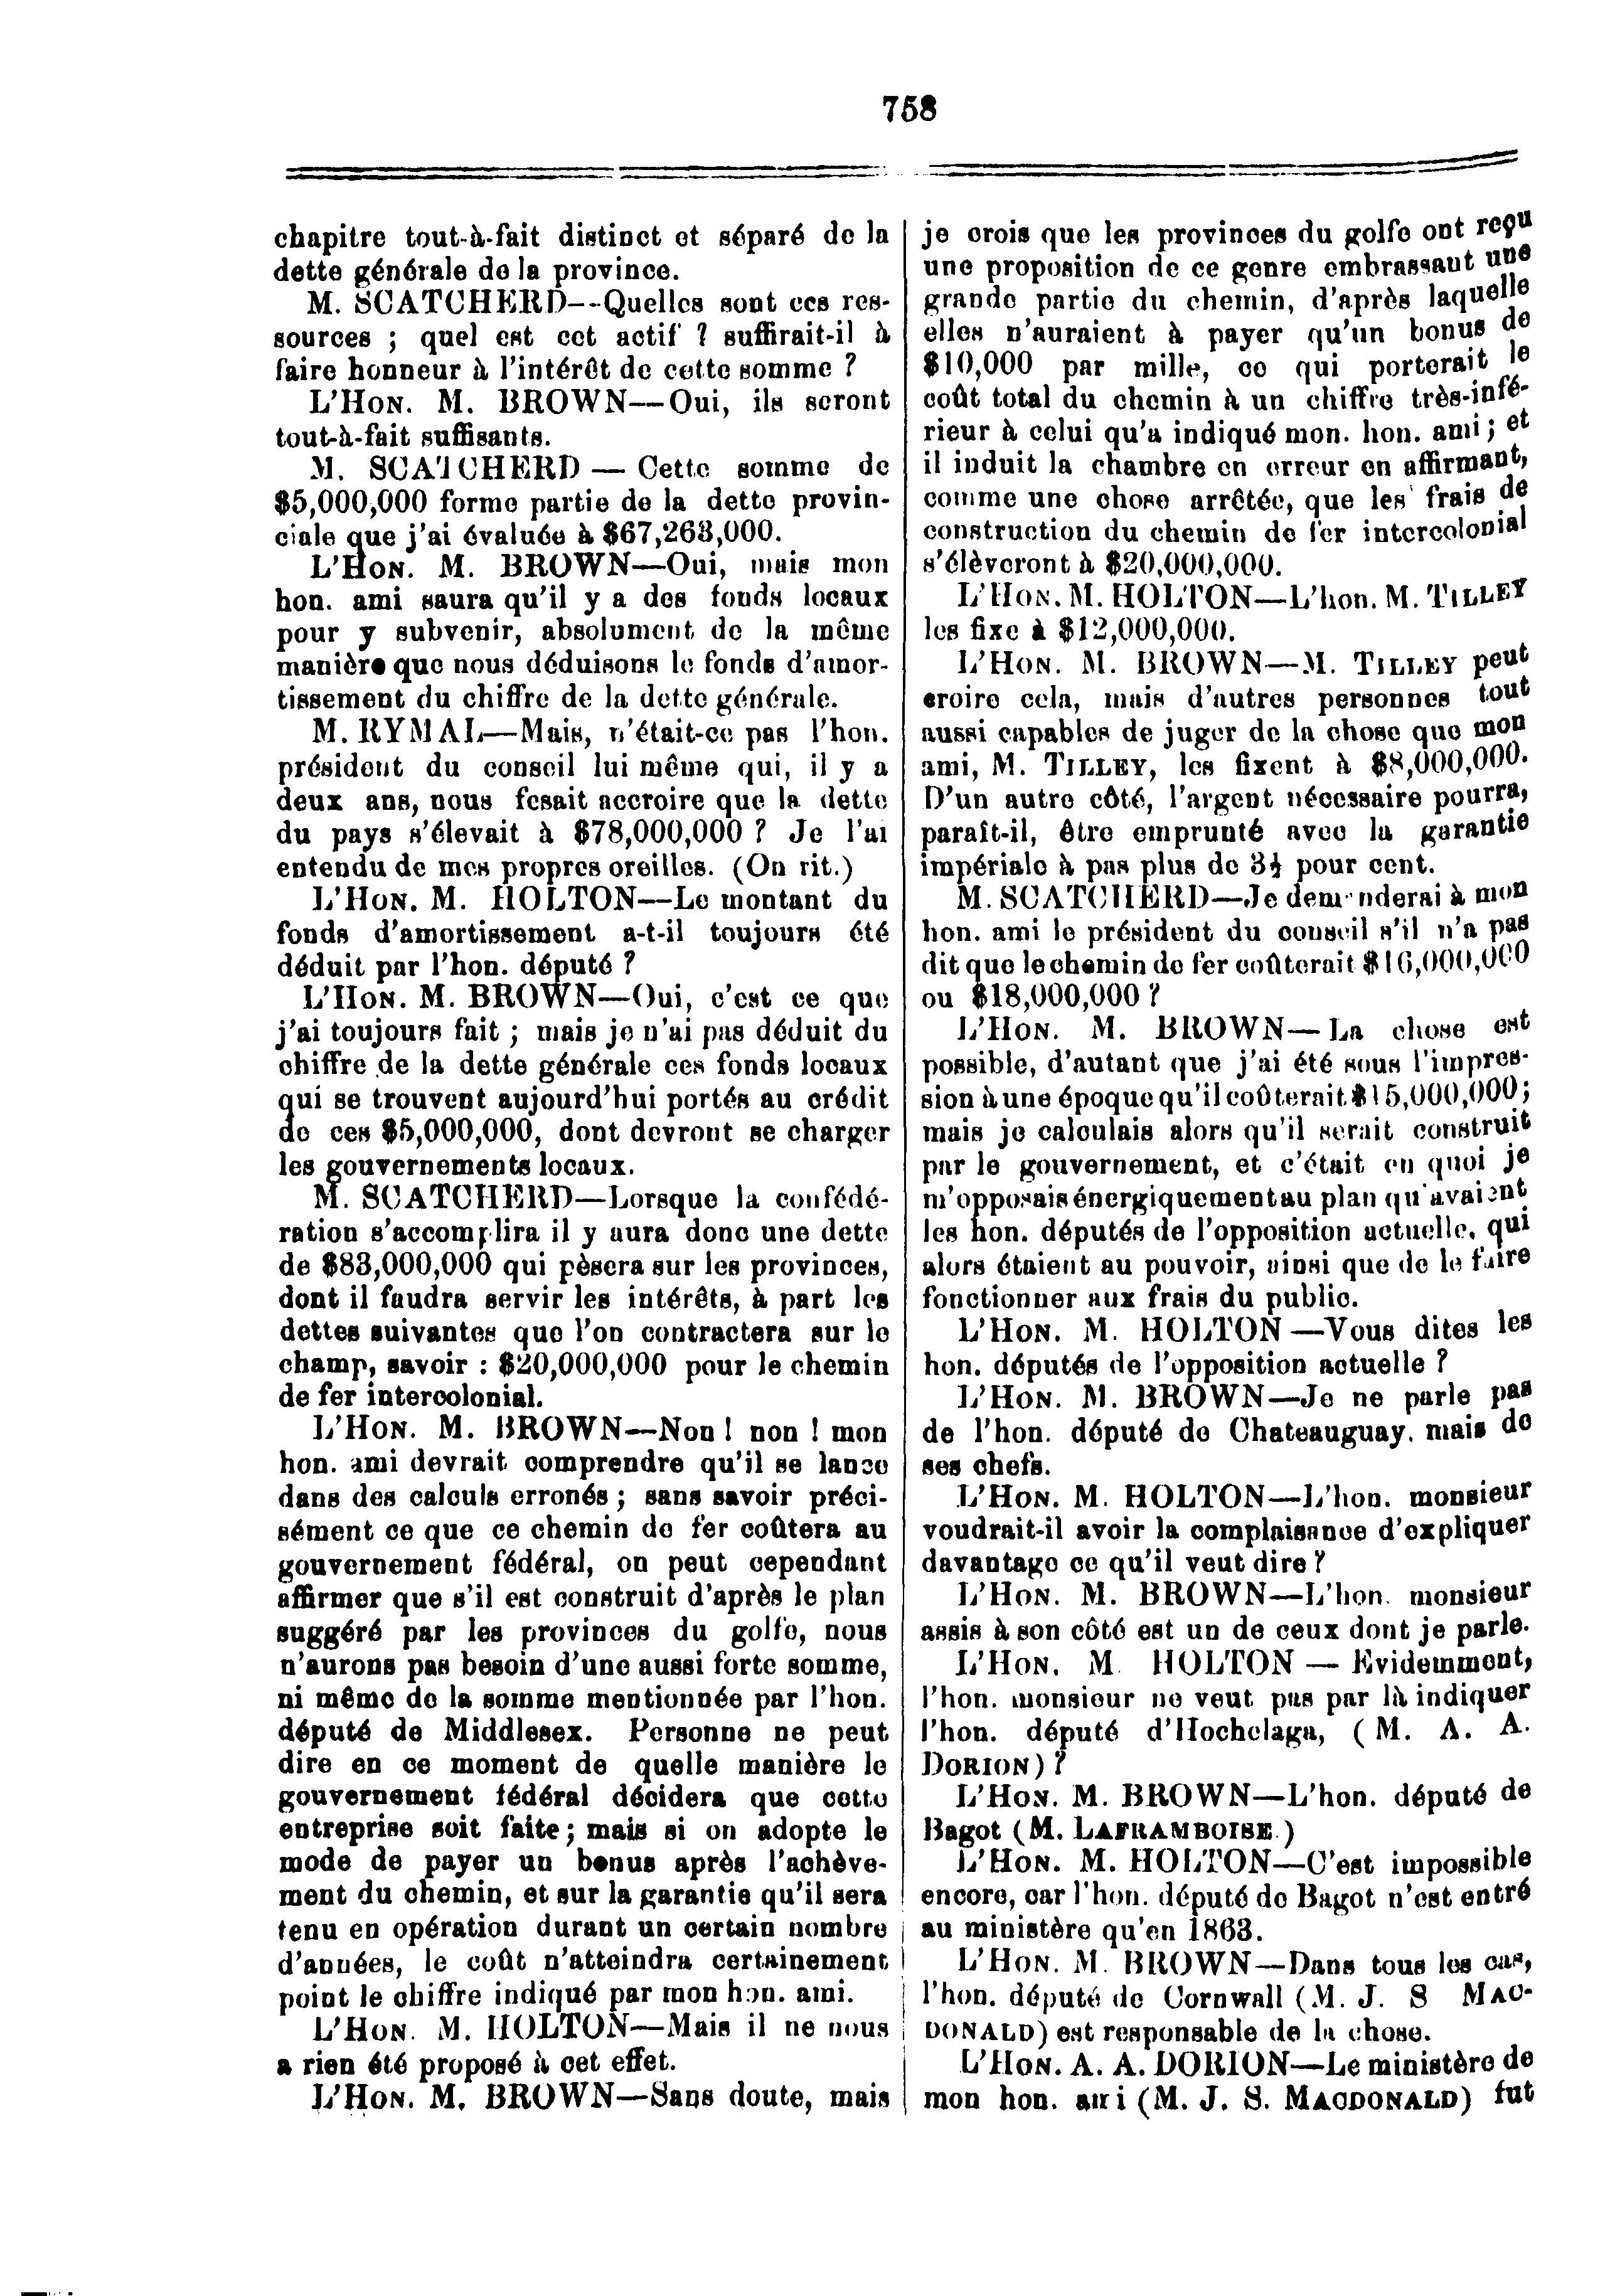 758
chapitre tout-à-fait distinct et séparé de la
dette générale de la province.
M. SCATCHERD--Quelles sont ces res-
sources ; quel est cet actif ? suffirait-il à
faire honneur à l'intérêt de cette somme ?
L'HON. M. BROWN—Oui, ils seront
tout-à-fait suffisants.
M. SCATCHERD — Cette somme de
$5,000,000 forme partie de la dette provin-
ciale que j'ai évaluée à $67,263,000.
L'HON. M. BROWN—Oui, mais mon
hon. ami saura qu'il y a des fonds locaux
pour y subvenir, absolument de la même
manière que nous déduisons le fonds d'amor-
tissement du chiffre de la dette générale.
M. RYMAL—Mais, n'était-ce pas l'hon.
président du conseil lui même qui, il y a
deux ans, nous fesait accroire que la dette
du pays s'élevait à $78,000,000 ? Je l'ai
entendu de mes propres oreilles. (On rit.)
L'HON. M. HOLTON—Le montant du
fonds d'amortissement a-t-il toujours été
déduit par l'hon. député ?
L'HON. M. BROWN—Oui, c'est ce que
j'ai toujours fait ; mais je n'ai pas déduit du
chiffre de la dette générale ces fonds locaux
qui se trouvent aujourd'hui portés au crédit
de ces $5,000,000, dont devront se charger
les gouvernements locaux.
M. SCATCHERD—Lorsque la confédé-
ration s'accomplira il y aura donc une dette
de $83,000,000 qui pèsera sur les provinces,
dont il faudra servir les intérêts, à part les
dettes suivantes que l'on contractera sur le
champ, savoir : $20,000,000 pour le chemin
de fer intercolonial.
L'HON. M. BROWN—Non ! non ! mon
hon. ami devrait comprendre qu'il se lance
dans des calculs erronés ; sans savoir préci-
sément ce que ce chemin de fer coûtera au
gouvernement fédéral, on peut cependant
affirmer que s'il est construit d'après le plan
suggéré par les provinces du golfe, nous
n'aurons pas besoin d'une aussi forte somme,
ni même de la somme mentionnée par l'hon.
député de Middlesex. Personne ne peut
dire en ce moment de quelle manière le
gouvernement fédéral décidera que cette
entreprise soit faite ; mais si on adopte le
mode de payer un bonus après l'achève-
ment du chemin, et sur la garantie qu'il sera
tenu en opération durant un certain nombre
d'années, le coût n'atteindra certainement
point le chiffre indiqué par mon hon. ami.
L'HON. M. HOLTON—Mais il ne nous
a rien été proposé à cet effet.
L'HON. M. BROWN—Sans doute, mais
je crois que les provinces du golfe ont reçu
une proposition de ce genre embrassant une
grande partie du chemin, d'après laquelle
elles n'auraient à payer qu'un bonus de
$10,000 par mille, ce qui porterait le
coût total du chemin à un chiffre très-infé-
rieur à celui qu'a indiqué mon. hon. ami ; et
il induit la chambre en erreur en affirmant,
comme une chose arrêtée, que les frais de
construction du chemin de fer intercolonial
s'élèveront à $20,000,000.
L'HON. M. HOLTON—L'hon. M. TILLEY
les fixe à $12,000,000.
L'HON. M. BROWN—M. TILLEY peut
croire cela, mais d'autres personnes tout
aussi capables de juger de la chose que mon
ami, M. TILLEY, les fixent à $8,000,000.
D'un autre côté, l'argent nécessaire pourra,
paraît-il, être emprunté avec la garantie
impériale à pas plus de 3½ pour cent.
M. SCATCHERD—Je demanderai à mon
hon. ami le président du conseil s'il n'a pas
dit que le chemin de fer coûterait $16,000,000
ou $18,000,000 ?
L'HON. M. BROWN—La chose est
possible, d'autant que j'ai été sous l'impres-
sion à une époque qu'il coûterait $15,000,000 ;
mais je calculais alors qu'il serait construit
par le gouvernement, et c'était en quoi je
m'opposais énergiquement au plan qu'avaient
les hon. députés de l'opposition actuelle, qui
alors étaient au pouvoir, ainsi que de le faire
fonctionner aux frais du public.
L'HON. M. HOLTON —Vous dites les
hon. députés de l'opposition actuelle ?
L'HON. M. BROWN—Je ne parle pas
de l'hon. député de Chateauguay, mais de
ses chefs.
L'HON. M. HOLTON—L'hon. monsieur
voudrait-il avoir la complaisance d'expliquer
davantage ce qu'il veut dire ?
L'HON. M. BROWN—L'hon. monsieur
assis à son côté est un de ceux dont je parle.
L'HON. M HOLTON — Evidemment,
l'hon. monsieur ne veut pas par là indiquer
l'hon. député d'Hochelaga, (M. A. A.
DORION) ?
L'HON. M. BROWN—L'hon. député de
Bagot (M. LAFRAMBOISE.)
L'HON. M. HOLTON—C'est impossible
encore, car l'hon. député de Bagot n'est entré
au ministère qu'en 1863.
L'HON. M. BROWN—Dans tous les cas,
l'hon. député de Cornwall (M. J. S MAC-
DONALD) est responsable de la chose.
L'HON. A. A. DORION—Le ministère de
mon hon. ami (M. J. S. MACDONALD) fut